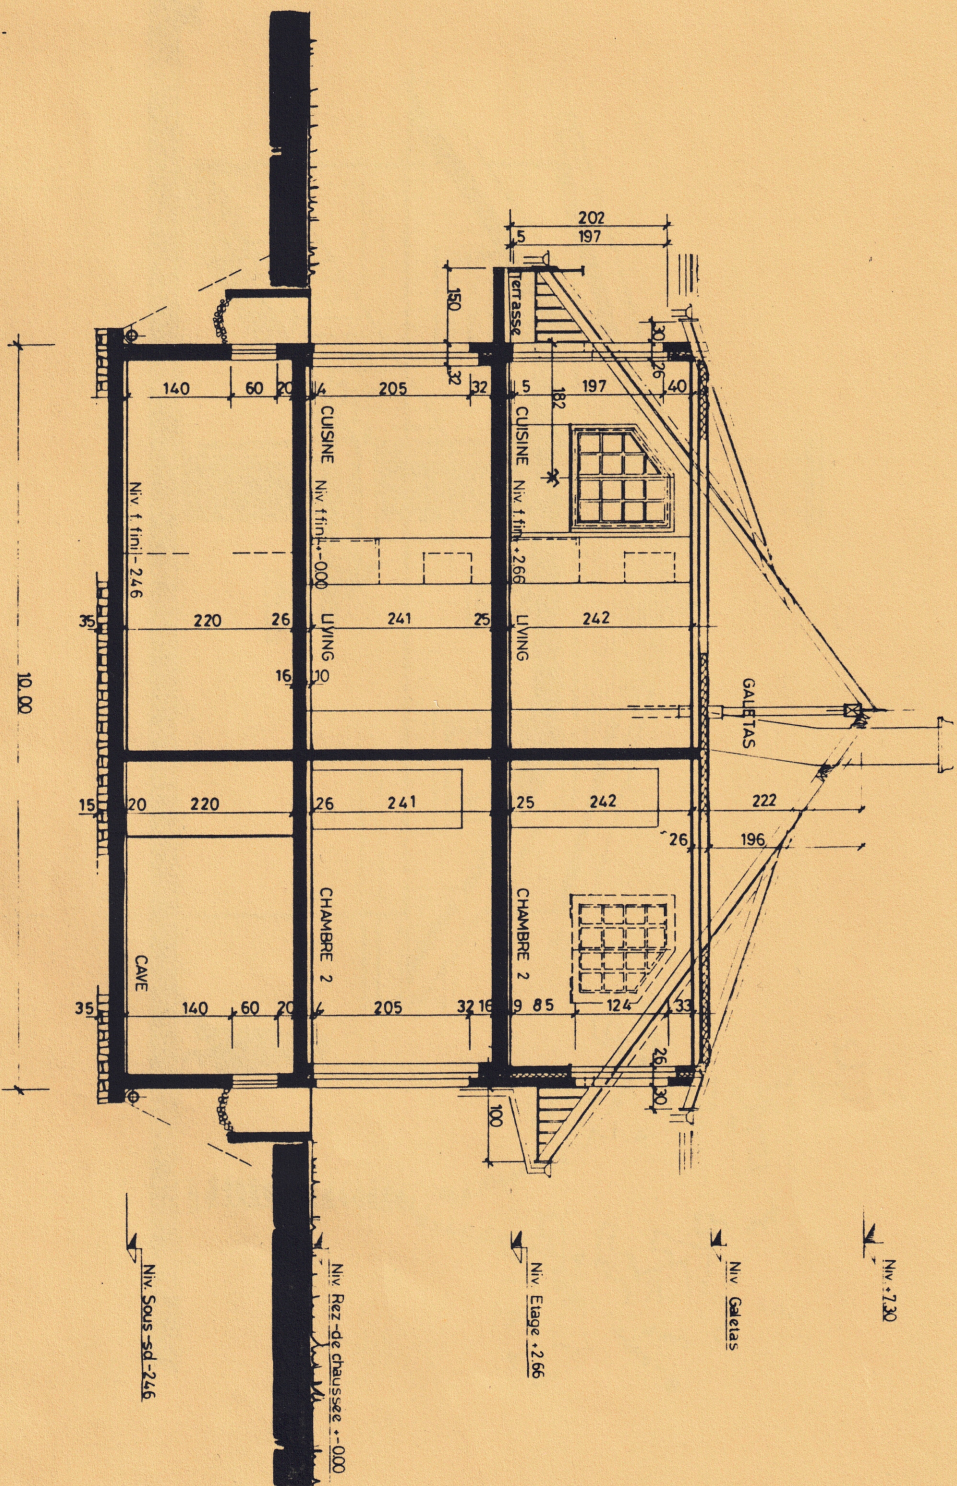 202
5 197
150
32
Terrasse
30
26
140 60 20 4 205 32 5 197 40
182
CUISINE Niv. f. fini +-0.00 LIVING
CUISINE Niv. f. fini +2.66 LIVING
Niv. f. fini - 2.46
35 220 26 241 25 242
16 10
GALETAS
10.00
15 20 220 26 241 25 242 222
26 196
CAVE
CHAMBRE 2
CHAMBRE 2
35 140 60 20 4 205 32 16 9 85 124 33
26
30
100
Niv. +7.30
Niv Galetas
Niv. Etage +2.66
Niv. Rez-de chaussee +-0.00
Niv. Sous-sol -2.46